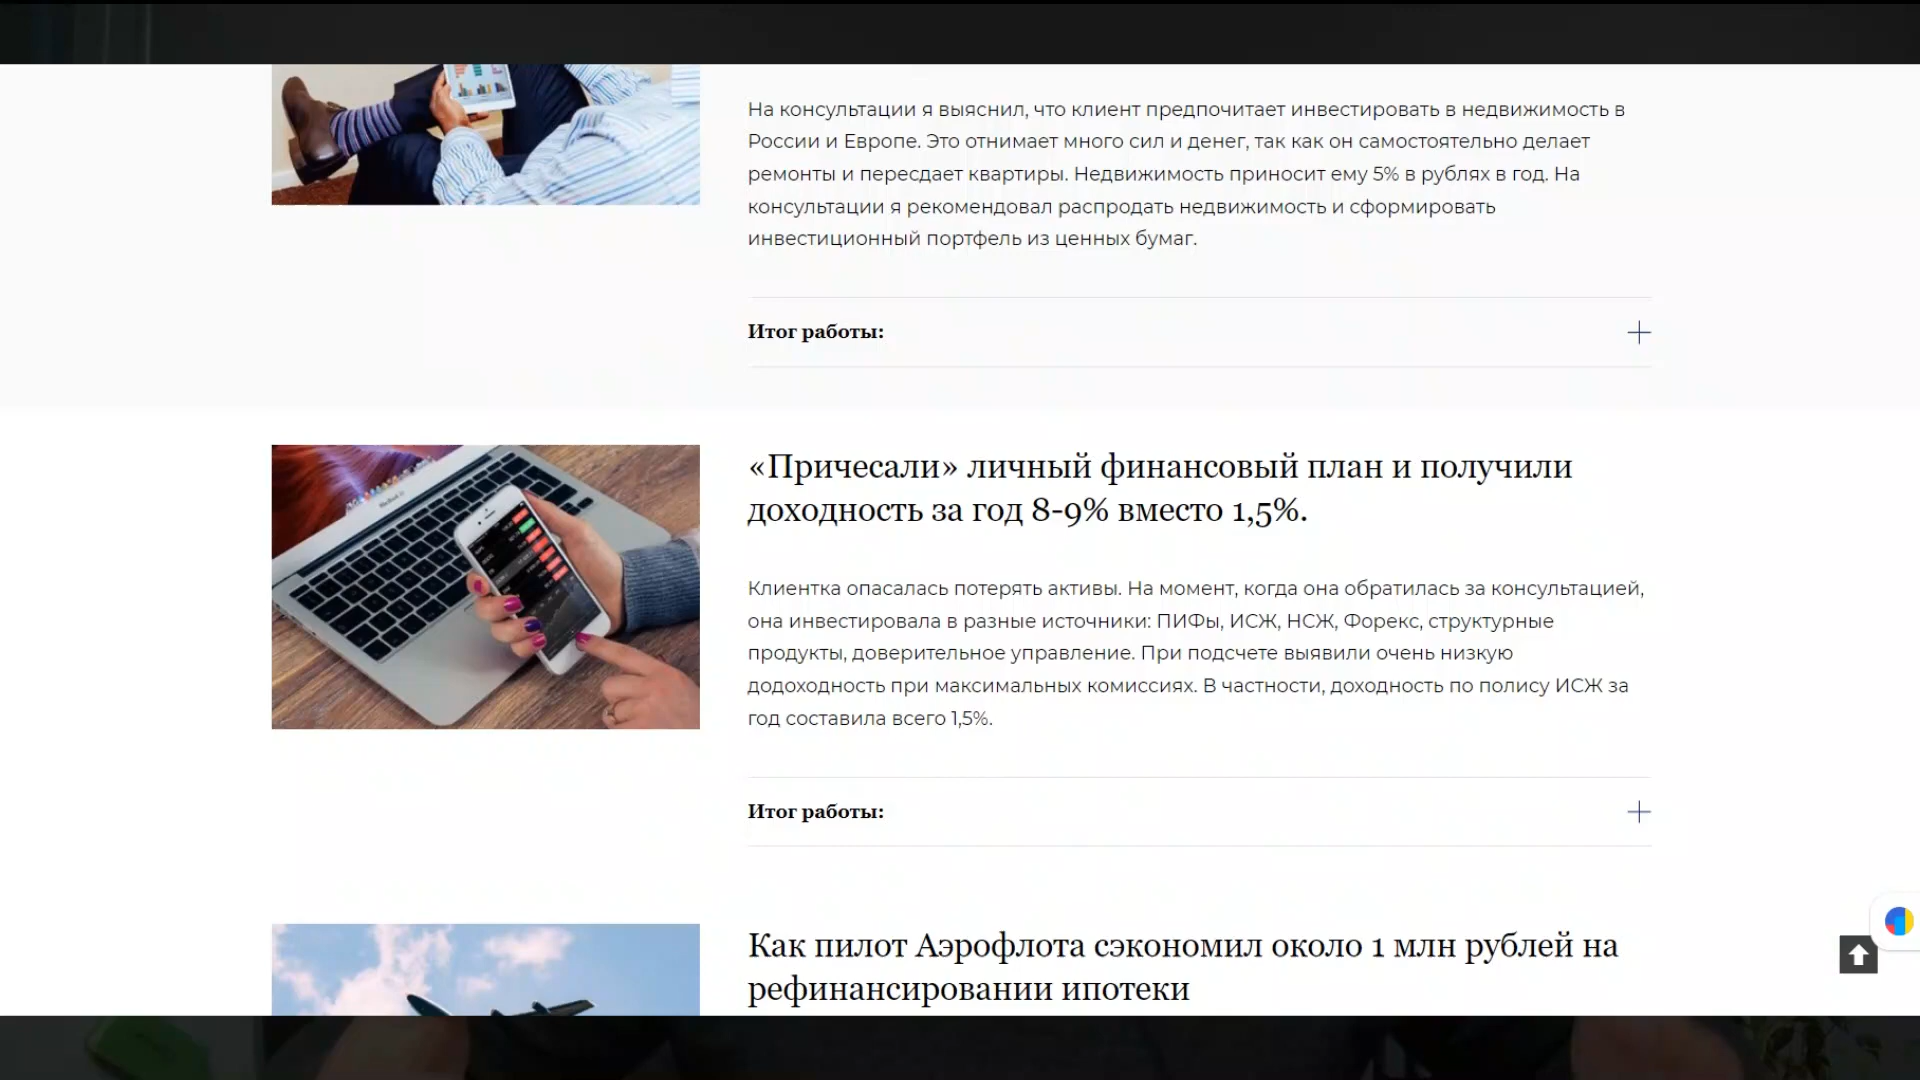 На консультации я выяснил, что клиент предпочитает инвестировать в недвижимость в
России и Европе. Это отнимает много сил и денег, так как он самостоятельно делает
ремонты и пересдает квартиры. Недвижимость приносит ему 5% в рублях в год. На
консультации я рекомендовал распродать недвижимость и сформировать
инвестиционный портфель из ценных бумаг.
Итог работы:
«Причесали» личный финансовый план и получили
доходность за год 8-9% вместо 1,5%.
Клиентка опасалась потерять активы. На момент, когда она обратилась за консультацией,
она инвестировала в разные источники: ПИФы, ИСЖ, НСЖ, Форекс, структурные
продукты, доверительное управление. При подсчете выявили очень низкую
додоходность при максимальных комиссиях. В частности, доходность по полису ИСЖ за
год составила всего 1,5%.
Итог работы:
Как пилот Аэрофлота сэкономил около 1 млн рублей на
рефинансировании ипотеки